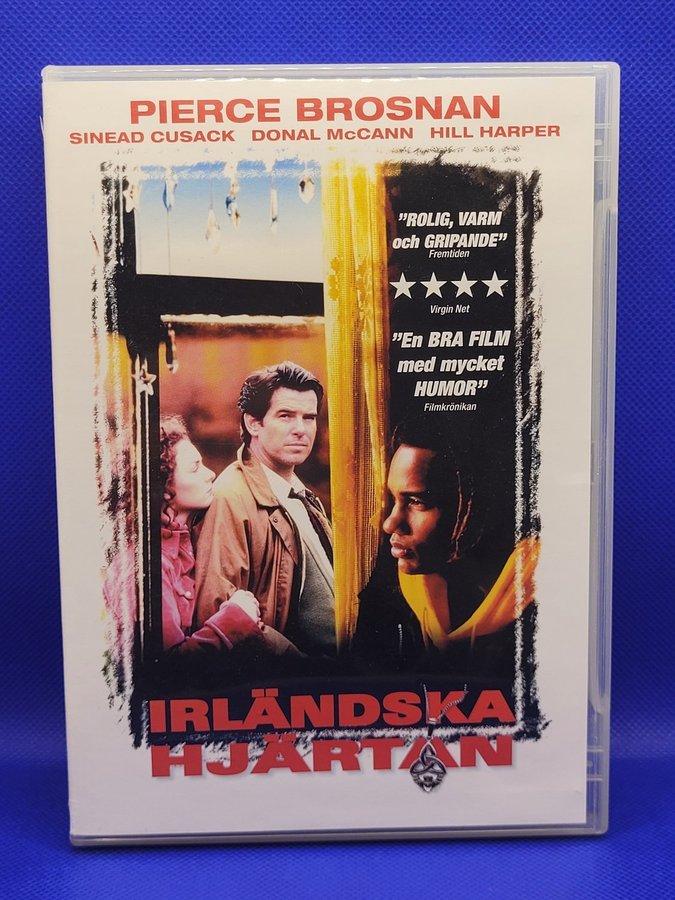 PIERCE BROSNAN
SINEAD CUSACK DONAL McCANN HILL HARPER
”ROLIG, VARM
och GRIPANDE”
Fremtiden
Virgin Net
"En BRA FILM
med mycket
HUMOR”
Filmkrönikan
IRLÄNDSKA
HJÄRTAN